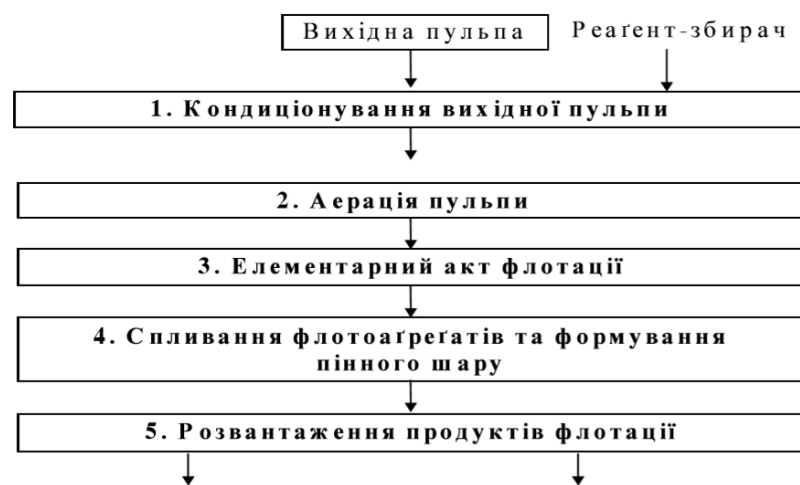 Вихідна пульпа
Реаґент-збирач
1. Кондиціонування вихідної пульпи
2. Аерація пульпи
3. Елементарний акт флотації
4. Спливання флотоаґреґатів та формування
пінного шару
5. Розвантаження продуктів флотації